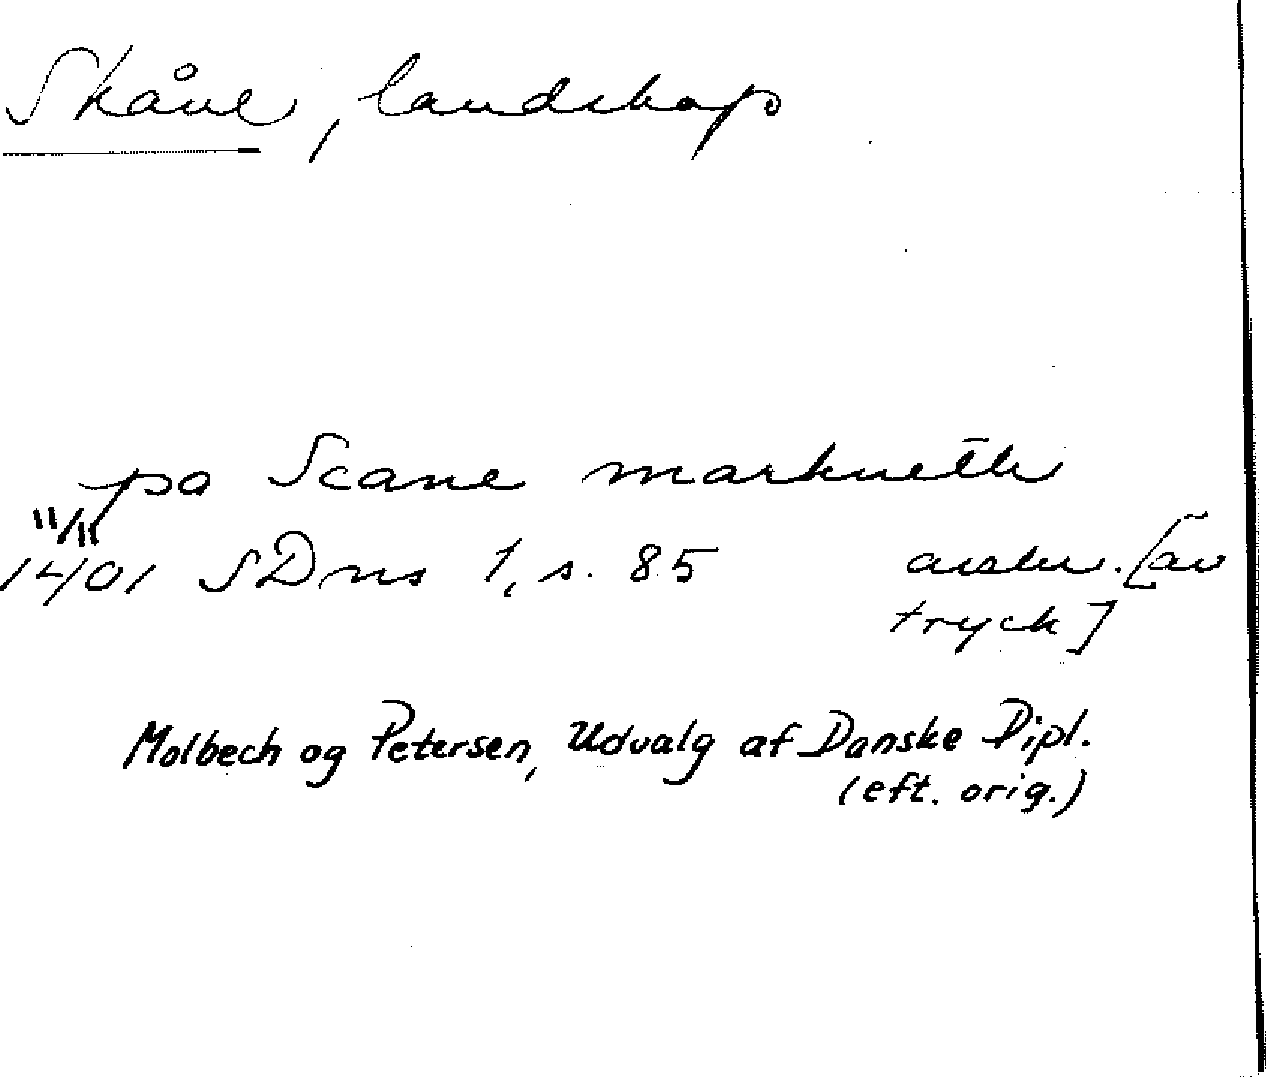 Skåne, landskap
pa Scane markneth
11/11
1401 SDns 1, s. 85 avskr. [av
tryck]
Molbech og Petersen, Udvalg af Danske Dipl.
(eft. orig.)